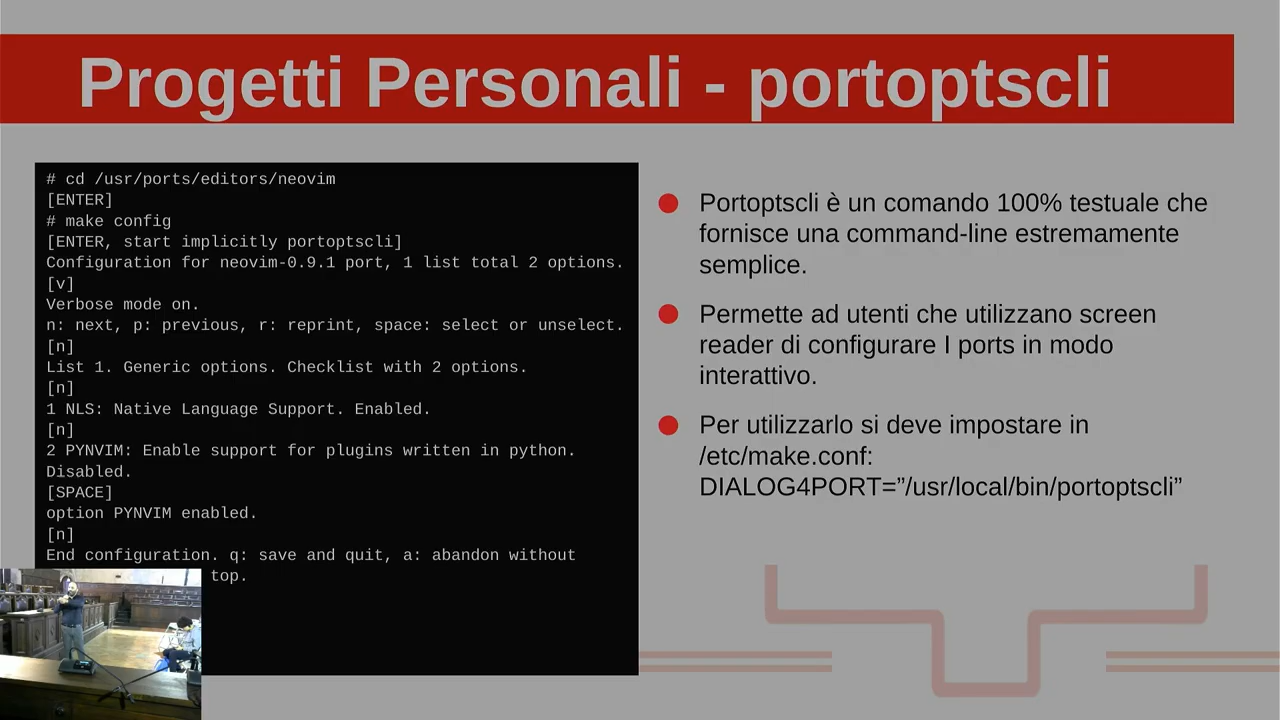 Progetti Personali - portoptscli
# cd /usr/ports/editors/neovim
[ENTER]
# make config
[ENTER, start implicitly portoptscli]
Configuration for neovim-0.9.1 port, 1 list total 2 options.
[v]
Verbose mode on.
n: next, p: previous, r: reprint, space: select or unselect.
[n]
List 1. Generic options. Checklist with 2 options.
[n]
1 NLS: Native Language Support. Enabled.
[n]
2 PYNVIM: Enable support for plugins written in python.
Disabled.
[SPACE]
option PYNVIM enabled.
[n]
End configuration. q: save and quit, a: abandon without
top.
Portoptscli è un comando 100% testuale che
fornisce una command-line estremamente
semplice.
Permette ad utenti che utilizzano screen
reader di configurare I ports in modo
interattivo.
Per utilizzarlo si deve impostare in
/etc/make.conf:
DIALOG4PORT=”/usr/local/bin/portoptscli”